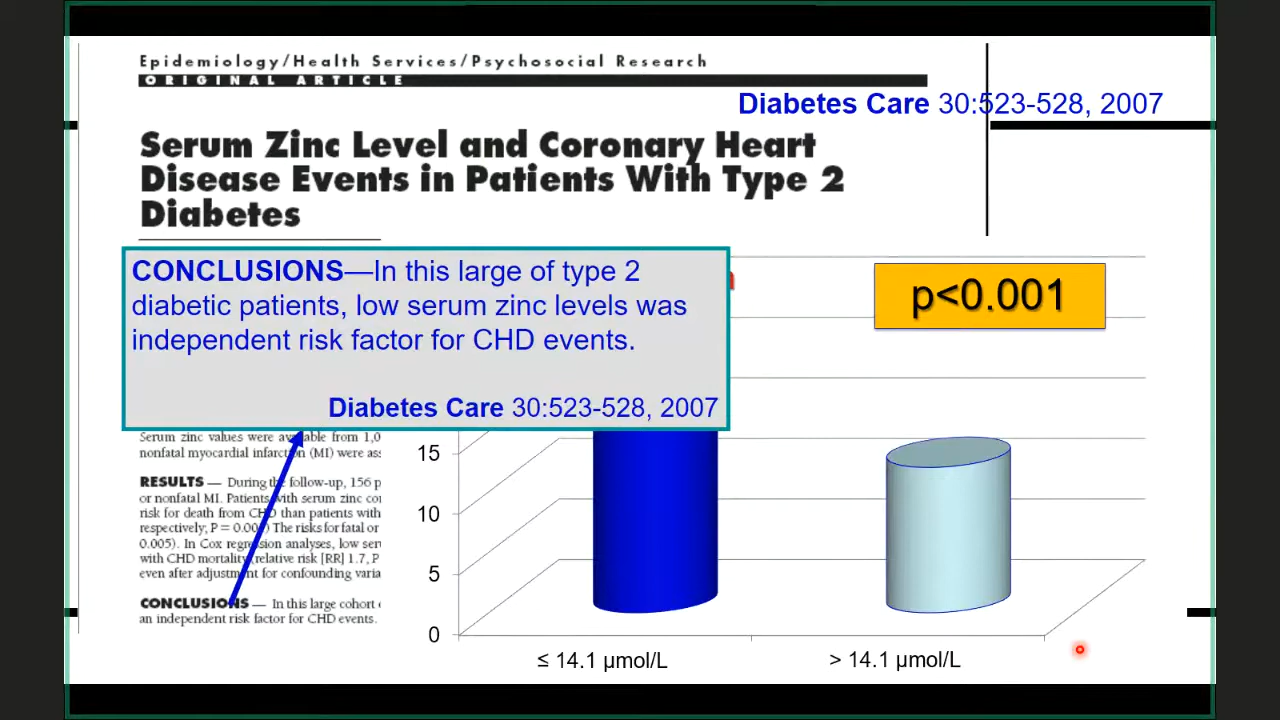 Epidemiology/Health Services/Psychosocial Research
ORIGINAL ARTICLE
Diabetes Care 30:523-528, 2007
Serum Zinc Level and Coronary Heart
Disease Events in Patients With Type 2
Diabetes
CONCLUSIONS—In this large of type 2
diabetic patients, low serum zinc levels was
independent risk factor for CHD events.
Diabetes Care 30:523-528, 2007
p<0.001
Serum zinc values were available from 1,0
nonfatal myocardial infarction (MI) were
RESULTS — During the follow-up, 156
or nonfatal MI. Patients with serum zinc
risk for death from CHD than patients with
respectively; P = The risks for fatal or
0.005). In Cox regression analyses, low
with CHD mortality (relative risk [RR] 1.7, P
even after adjustment for confounding
CONCLUSIONS — In this large cohort
an independent risk factor for CHD events.
15
10
5
0
≤ 14.1 μmol/L
> 14.1 μmol/L